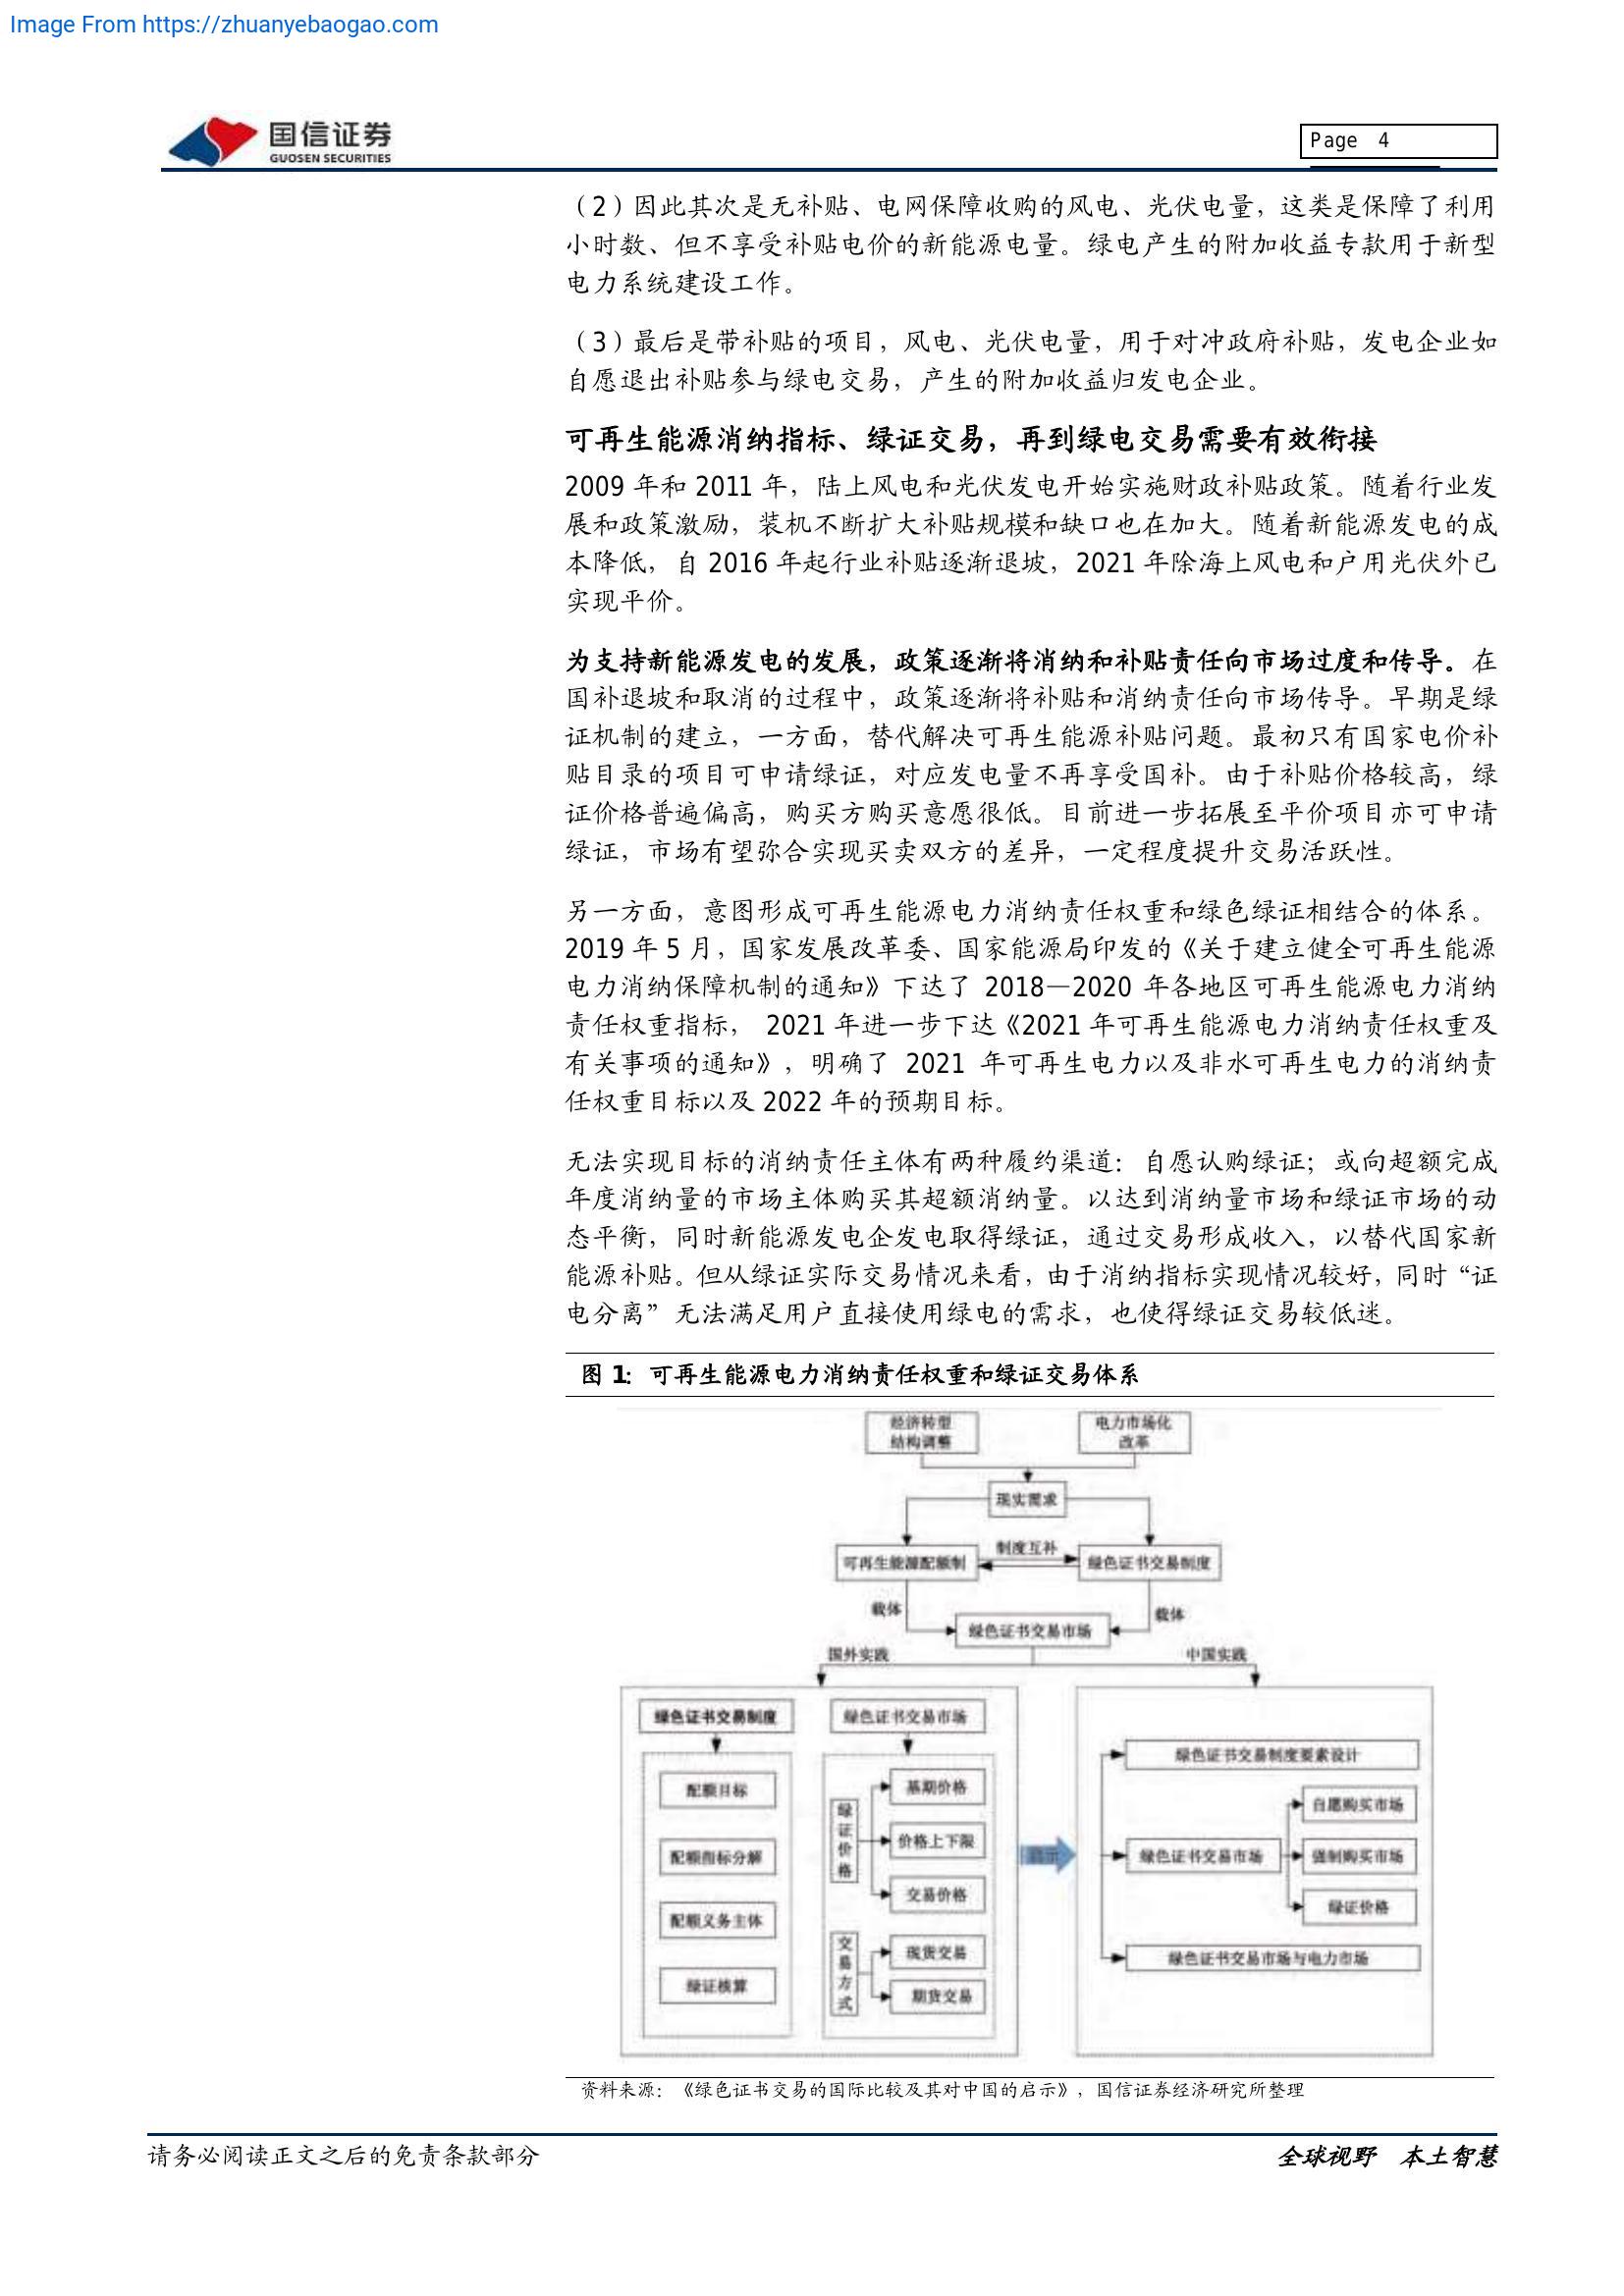 Image From https://zhuanyebaogao.com
国信证券
GUOSEN SECURITIES
Page 4
（2）因此其次是无补贴、电网保障收购的风电、光伏电量，这类是保障了利用
小时数、但不享受补贴电价的新能源电量。绿电产生的附加收益专款用于新型
电力系统建设工作。
（3）最后是带补贴的项目，风电、光伏电量，用于对冲政府补贴，发电企业如
自愿退出补贴参与绿电交易，产生的附加收益归发电企业。
可再生能源消纳指标、绿证交易，再到绿电交易需要有效衔接
2009 年和 2011 年，陆上风电和光伏发电开始实施财政补贴政策。随着行业发
展和政策激励，装机不断扩大补贴规模和缺口也在加大。随着新能源发电的成
本降低，自 2016 年起行业补贴逐渐退坡，2021 年除海上风电和户用光伏外已
实现平价。
为支持新能源发电的发展，政策逐渐将消纳和补贴责任向市场过度和传导。在
国补退坡和取消的过程中，政策逐渐将补贴和消纳责任向市场传导。早期是绿
证机制的建立，一方面，替代解决可再生能源补贴问题。最初只有国家电价补
贴目录的项目可申请绿证，对应发电量不再享受国补。由于补贴价格较高，绿
证价格普遍偏高，购买方购买意愿很低。目前进一步拓展至平价项目亦可申请
绿证，市场有望弥合实现买卖双方的差异，一定程度提升交易活跃性。
另一方面，意图形成可再生能源电力消纳责任权重和绿色绿证相结合的体系。
2019 年 5 月，国家发展改革委、国家能源局印发的《关于建立健全可再生能源
电力消纳保障机制的通知》下达了 2018—2020 年各地区可再生能源电力消纳
责任权重指标， 2021 年进一步下达《2021 年可再生能源电力消纳责任权重及
有关事项的通知》，明确了 2021 年可再生电力以及非水可再生电力的消纳责
任权重目标以及 2022 年的预期目标。
无法实现目标的消纳责任主体有两种履约渠道：自愿认购绿证；或向超额完成
年度消纳量的市场主体购买其超额消纳量。以达到消纳量市场和绿证市场的动
态平衡，同时新能源发电企发电取得绿证，通过交易形成收入，以替代国家新
能源补贴。但从绿证实际交易情况来看，由于消纳指标实现情况较好，同时“证
电分离”无法满足用户直接使用绿电的需求，也使得绿证交易较低迷。
图 1：可再生能源电力消纳责任权重和绿证交易体系
经济转型
结构调整
电力市场化
改革
现实需求
可再生能源配额制
制度互补
绿色证书交易制度
载体
载体
绿色证书交易市场
国外实践
中国实践
绿色证书交易制度
配额目标
配额指标分解
配额义务主体
绿证核算
绿色证书交易市场
绿证价格
基期价格
价格上下限
交易价格
交易方式
现货交易
期货交易
启示
绿色证书交易制度要素设计
绿色证书交易市场
自愿购买市场
强制购买市场
绿证价格
绿色证书交易市场与电力市场
资料来源：《绿色证书交易的国际比较及其对中国的启示》，国信证券经济研究所整理
请务必阅读正文之后的免责条款部分
全球视野 本土智慧